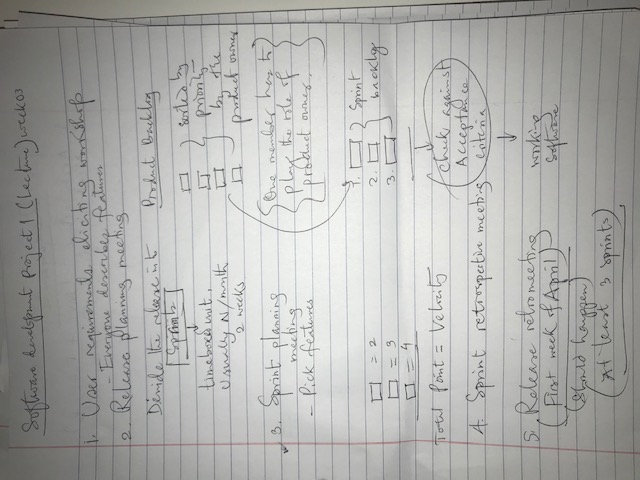 Software development Project 1 (Lecture) week 03
1. User requirements eliciting workshop
- Everyone describes features
2. Release planning meeting
Devide the release into
Sprints
timeboxed unit.
Usually N/month
2 weeks
Product Backlog
sorted by
priority
by the
product owner
One member has to
play the role of
product owner.
3. Sprint planning
meeting
- Pick features
1.
2.
3.
Sprint
backlog
= 2
= 3
= 4
Total Point = Velocity
Check against
Acceptance
criteria
working
software
4. Sprint retrospective meeting
5. Release retromeeting
(First week of April)
(Should happen)
(At least 3 sprints)